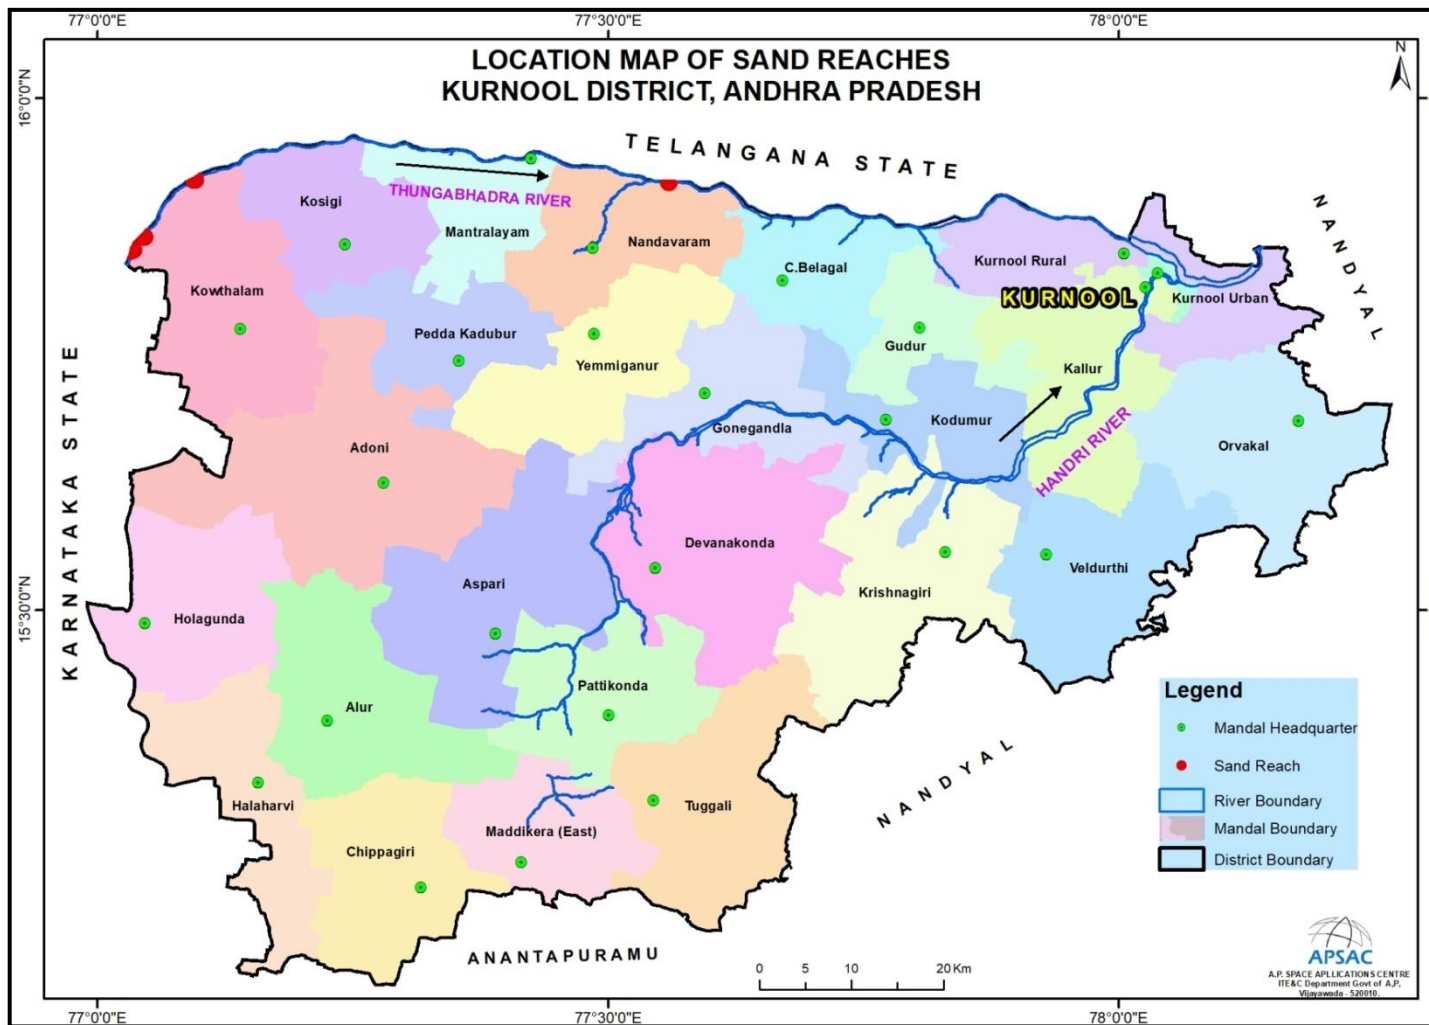 77°0'0"E
77°30'0"E
78°0'0"E
LOCATION MAP OF SAND REACHES
KURNOOL DISTRICT, ANDHRA PRADESH
N
16°0'0"N
TELANGANA STATE
THUNGABHADRA RIVER
NANDYAL
Kosigi
Mantralayam
Nandavaram
C.Belagal
Kurnool Rural
KURNOOL
Kurnool Urban
Kowthalam
Pedda Kadubur
Yemmiganur
Gudur
Kallur
KARNATAKA STATE
Adoni
Gonegandla
Kodumur
HANDRI RIVER
Orvakal
Devanakonda
Aspari
Krishnagiri
Veldurthi
15°30'0"N
Holagunda
Pattikonda
Alur
NANDYAL
Halaharvi
Tuggali
Maddikera (East)
Chippagiri
ANANTAPURAMU
Legend
Mandal Headquarter
Sand Reach
River Boundary
Mandal Boundary
District Boundary
0 5 10 20 Km
APSAC
A.P. SPACE APLLICATIONS CENTRE
ITE&C Department Govt of A.P,
Vijayawada - 520010.
77°0'0"E
77°30'0"E
78°0'0"E